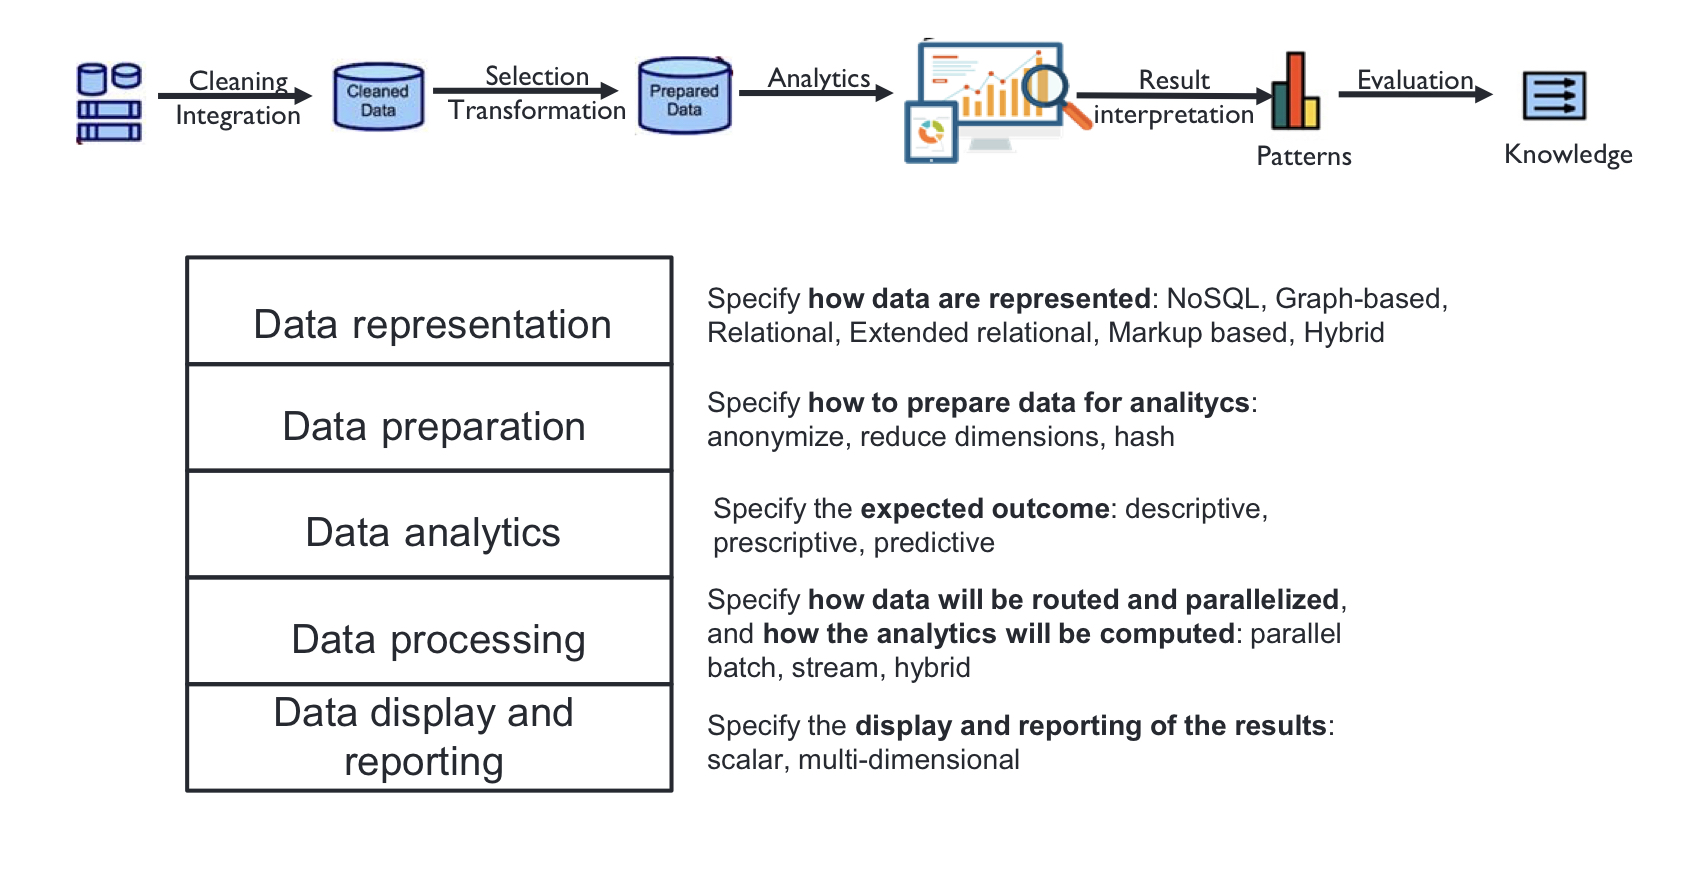 Cleaning
Integration
Cleaned
Data
Selection
Transformation
Prepared
Data
Analytics
Result
interpretation
Patterns
Evaluation
Knowledge
Data representation
Specify how data are represented: NoSQL, Graph-based,
Relational, Extended relational, Markup based, Hybrid
Data preparation
Specify how to prepare data for analitycs:
anonymize, reduce dimensions, hash
Data analytics
Specify the expected outcome: descriptive,
prescriptive, predictive
Data processing
Specify how data will be routed and parallelized,
and how the analytics will be computed: parallel
batch, stream, hybrid
Data display and
reporting
Specify the display and reporting of the results:
scalar, multi-dimensional